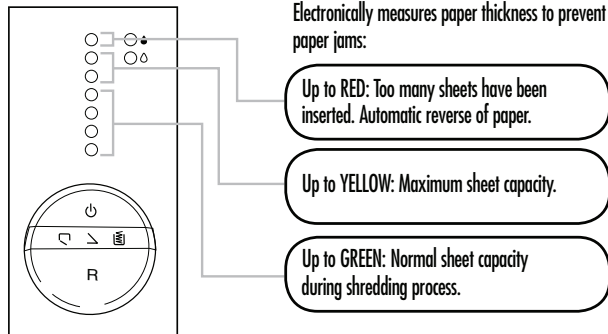 Electronically measures paper thickness to prevent
paper jams:
Up to RED: Too many sheets have been
inserted. Automatic reverse of paper.
Up to YELLOW: Maximum sheet capacity.
Up to GREEN: Normal sheet capacity
during shredding process.
R